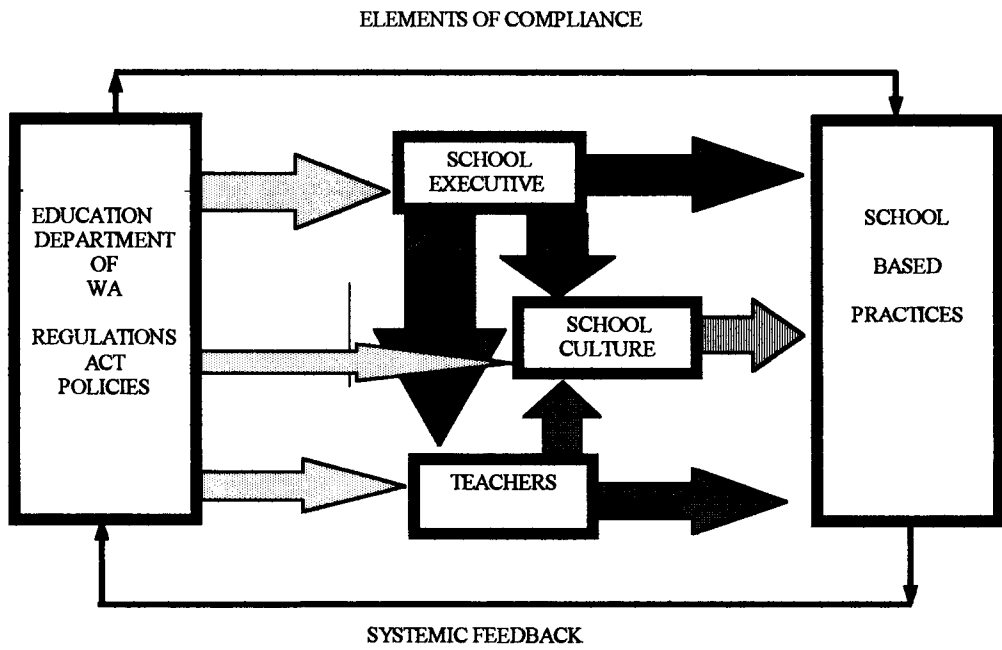 ELEMENTS OF COMPLIANCE
EDUCATION
DEPARTMENT
OF
WA
REGULATIONS
ACT
POLICIES
SCHOOL
EXECUTIVE
SCHOOL
CULTURE
TEACHERS
SCHOOL
BASED
PRACTICES
SYSTEMIC FEEDBACK